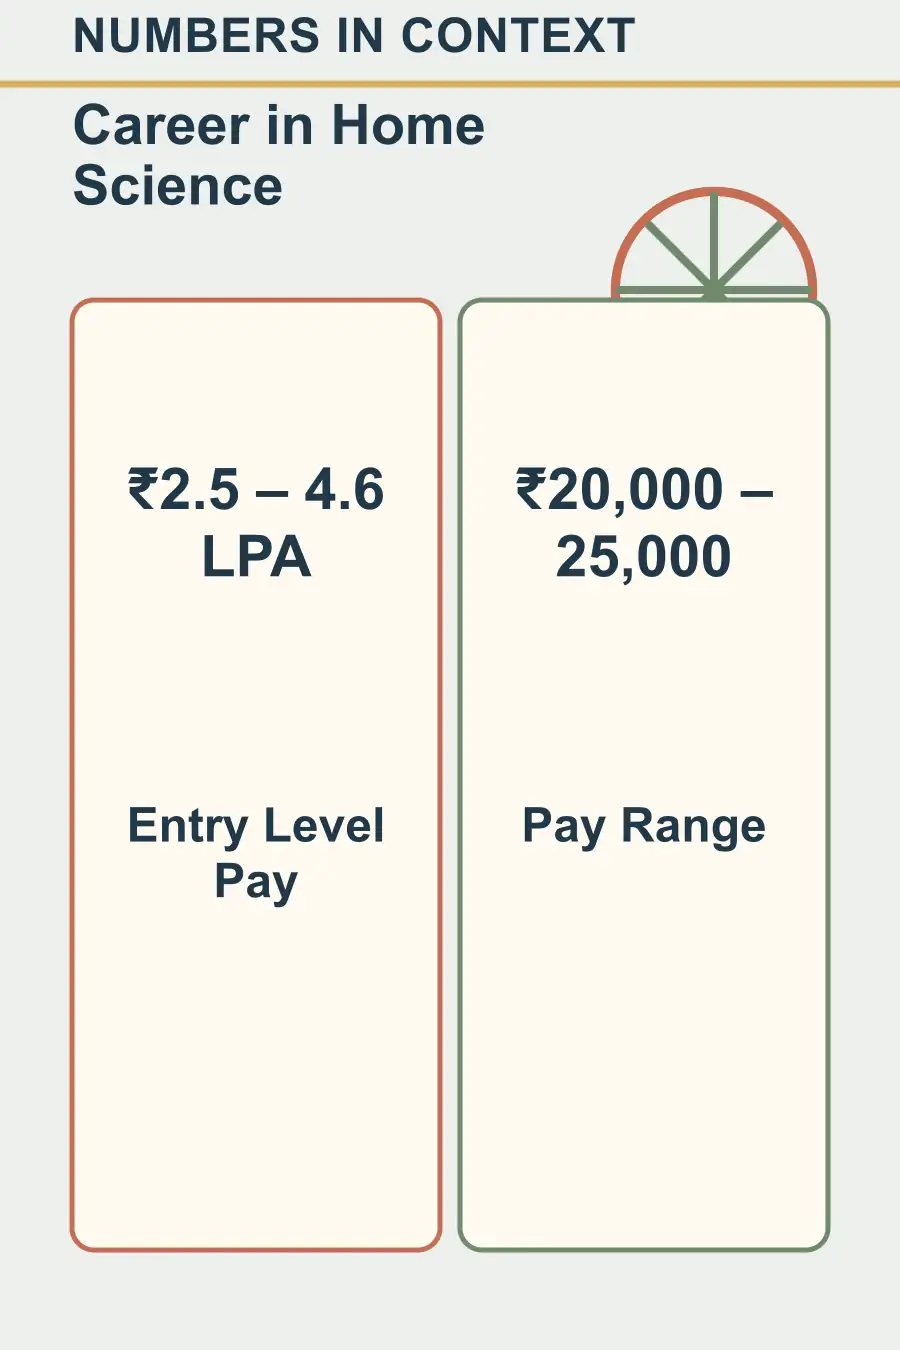 NUMBERS IN CONTEXT
Career in Home
Science
₹2.5 – 4.6
LPA
Entry Level
Pay
₹20,000 –
25,000
Pay Range